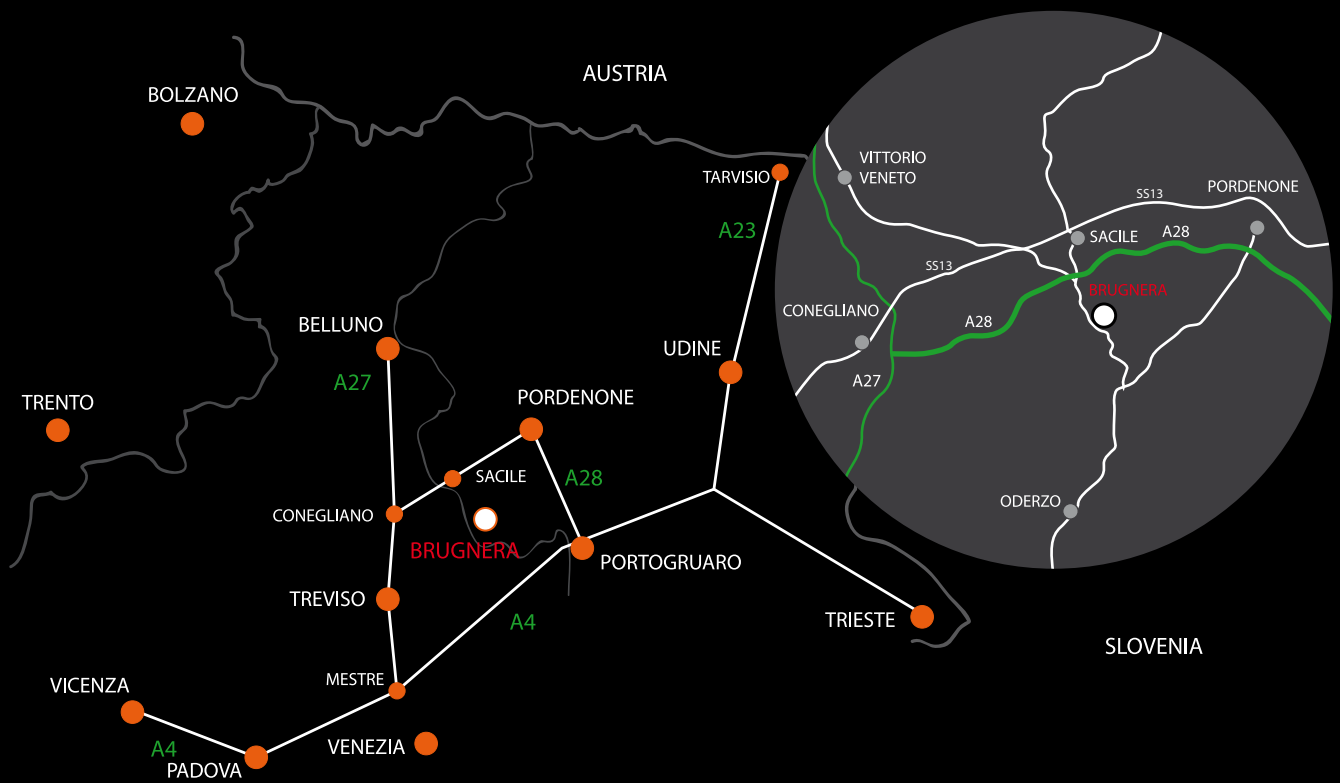 AUSTRIA
BOLZANO
TARVISIO
A23
BELLUNO
A27
UDINE
TRENTO
PORDENONE
SACILE
A28
CONEGLIANO
BRUGNERA
PORTOGRUARO
TREVISO
A4
TRIESTE
SLOVENIA
MESTRE
VICENZA
A4
PADOVA
VENEZIA
VITTORIO
VENETO
SS13
PORDENONE
SACILE
A28
SS13
BRUGNERA
CONEGLIANO
A28
A27
ODERZO